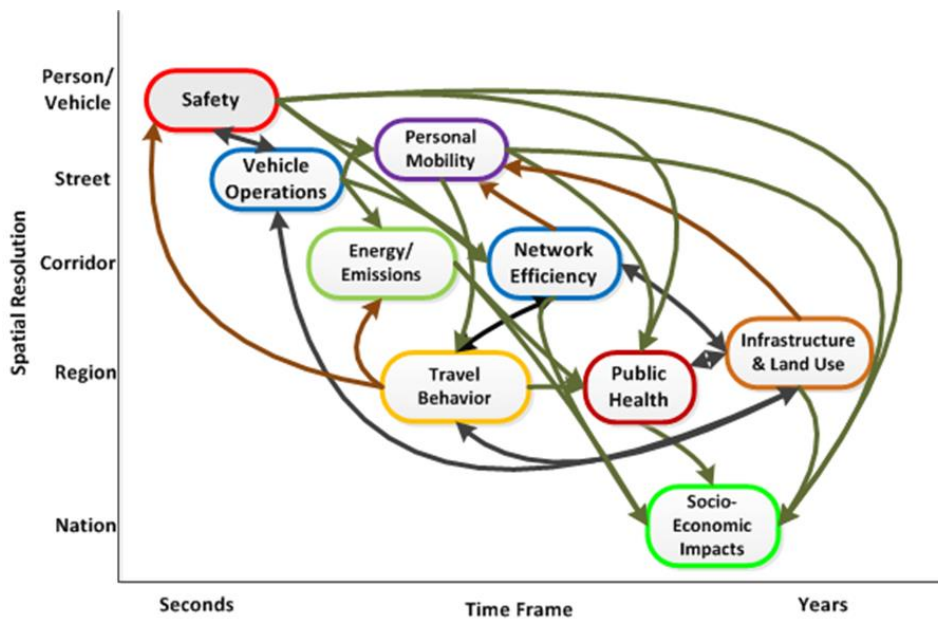 Person/
Vehicle
Street
Corridor
Region
Nation
Spatial Resolution
Safety
Vehicle
Operations
Personal
Mobility
Energy/
Emissions
Network
Efficiency
Travel
Behavior
Public
Health
Infrastructure
& Land Use
Socio-
Economic
Impacts
Seconds
Time Frame
Years